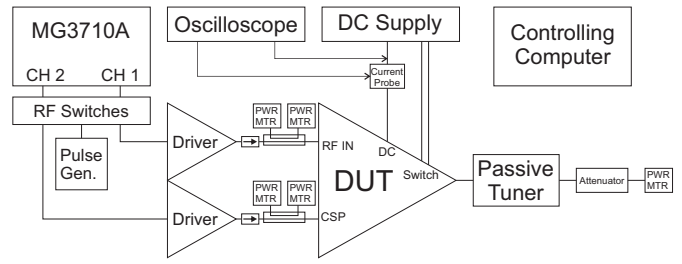 MG3710A
CH 2
CH 1
RF Switches
Pulse
Gen.
Oscilloscope
DC Supply
Current
Probe
Controlling
Computer
Driver
PWR
MTR
PWR
MTR
RF IN
DC
Switch
DUT
CSP
Driver
PWR
MTR
PWR
MTR
Passive
Tuner
Attenuator
PWR
MTR